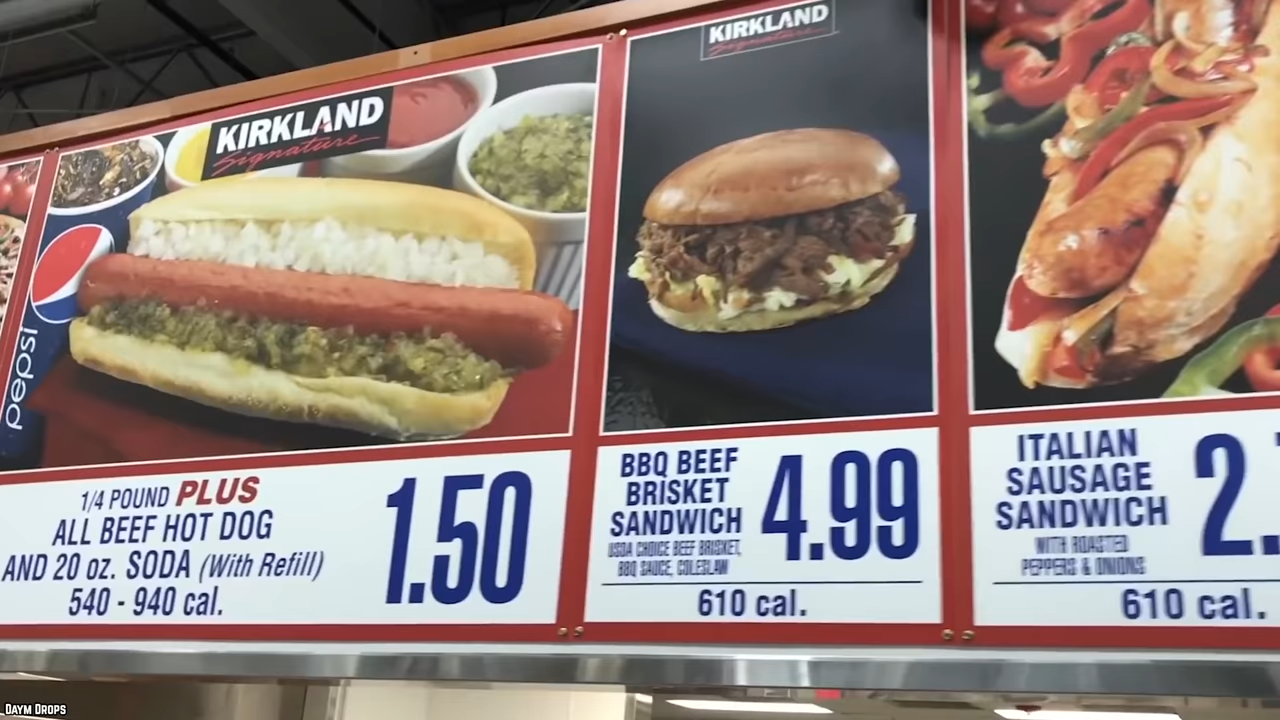 KIRKLAND
Signature
pepsi
1/4 POUND PLUS
ALL BEEF HOT DOG
AND 20 oz. SODA (With Refill)
540 - 940 cal.
1.50
KIRKLAND
Signature
BBQ BEEF
BRISKET
SANDWICH
USDA CHOICE BEEF BRISKET,
BBQ SAUCE, COLESLAW
4.99
610 cal.
ITALIAN
SAUSAGE
SANDWICH
WITH ROASTED
PEPPERS & ONIONS
2.
610 cal.
DAYM DROPS